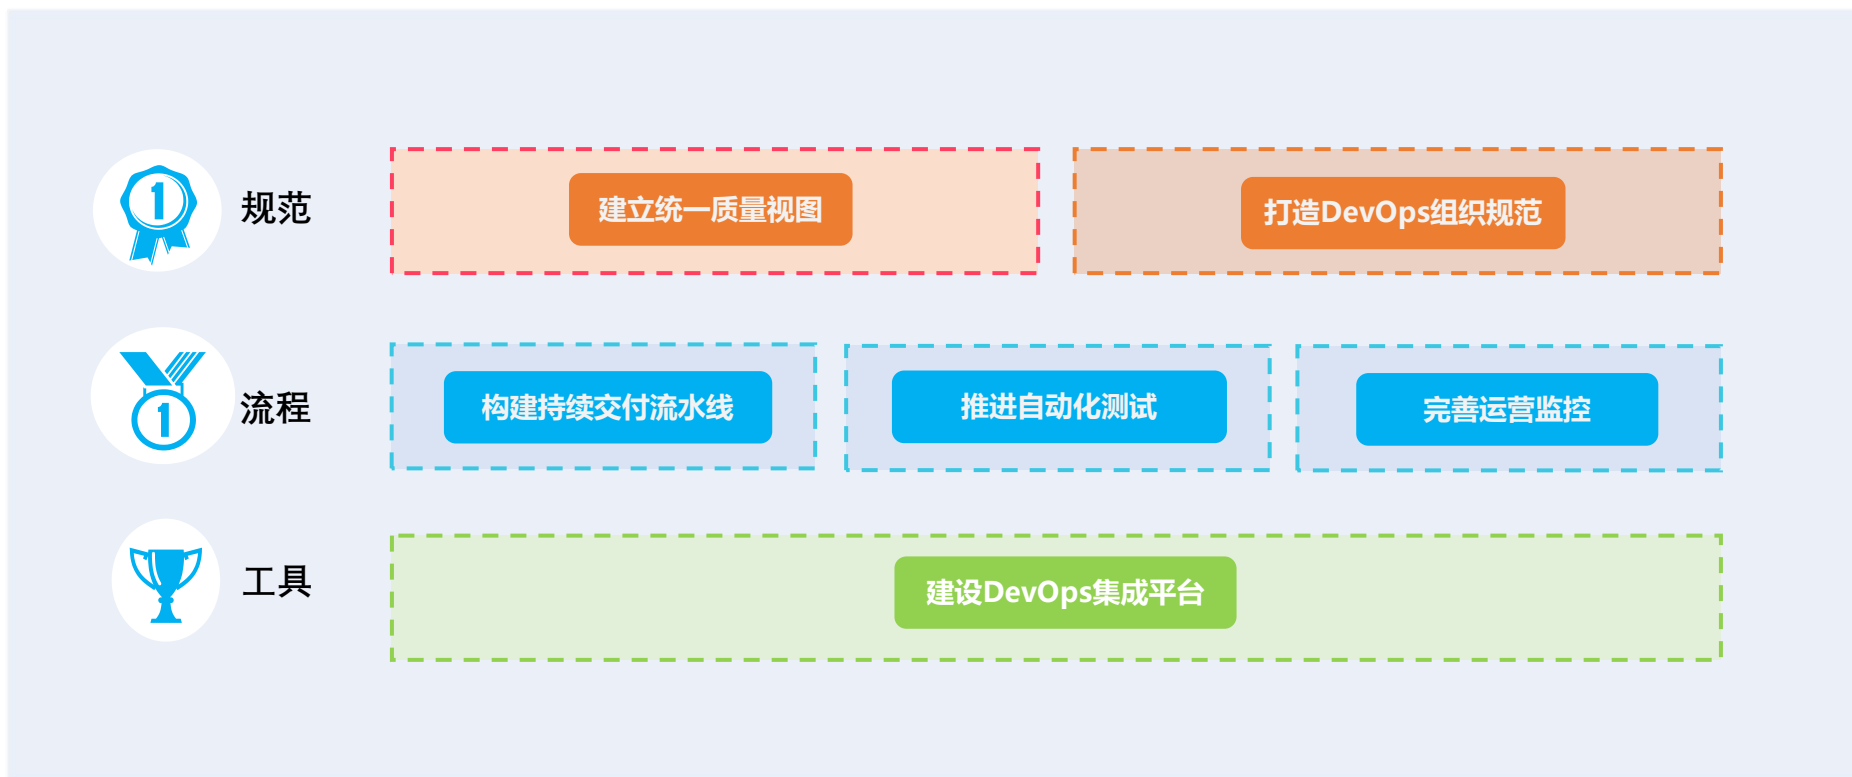 1
规范
建立统一质量视图
打造DevOps组织规范
1
流程
构建持续交付流水线
推进自动化测试
完善运营监控
工具
建设DevOps集成平台